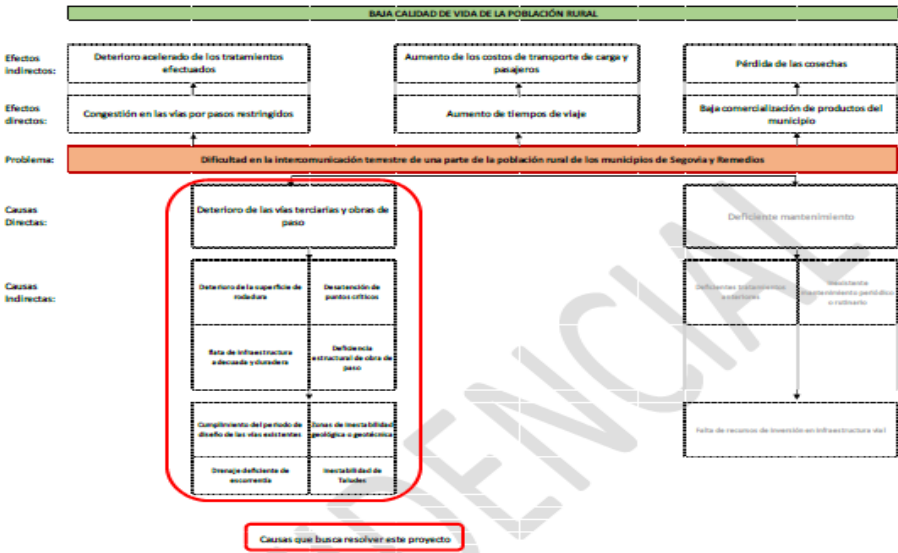 BAJA CALIDAD DE VIDA DE LA POBLACIÓN RURAL
Efectos
indirectos:
Deterioro acelerado de los tratamientos
efectuados
Aumento de los costos de transporte de carga y
pasajeros
Pérdida de las cosechas
Efectos
directos:
Congestión en las vías por pasos restringidos
Aumento de tiempos de viaje
Baja comercialización de productos del
municipio
Problema:
Dificultad en la intercomunicación terrestre de una parte de la población rural de los municipios de Segovia y Remedios
Causas
Directas:
Deterioro de las vías terciarias y obras de
paso
Deficiente mantenimiento
Causas
Indirectas:
Deterioro de la superficie de
rodadura
Desatención de
puntos críticos
Deficientes tratamientos
anteriores
Inexistente
mantenimiento periódico
o rutinario
flata de infraestructura
adecuada y duradera
Deficiencia
estructural de obra de
paso
Cumplimiento del periodo de
diseño de las vías existentes
Zonas de inestabilidad
geológica o geotécnica
Falta de recursos de inversión en infraestructura vial
Drenaje deficiente de
escorrentía
Inestabilidad de
Taludes
Causas que busca resolver este proyecto
DENCIAL